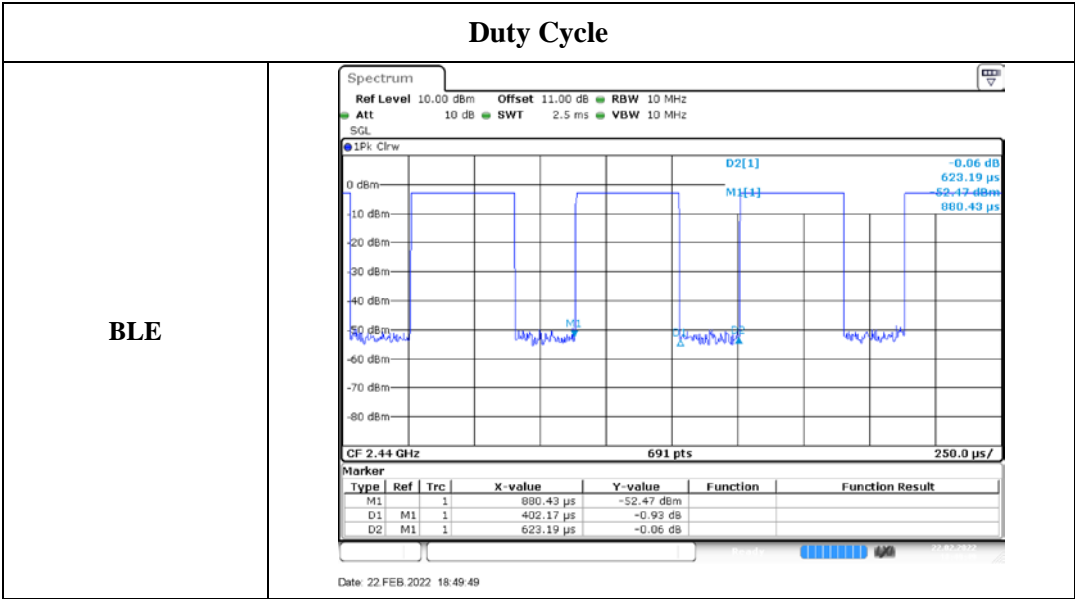 Duty Cycle
BLE
Spectrum
Ref Level 10.00 dBm Offset 11.00 dB RBW 10 MHz
Att 10 dB SWT 2.5 ms VBW 10 MHz
SGL
1Pk Clrw
D2[1] -0.06 dB
623.19 µs
0 dBm
M1[1] -52.47 dBm
880.43 µs
-10 dBm
-20 dBm
-30 dBm
-40 dBm
M1
-50 dBm
D2
-60 dBm
-70 dBm
-80 dBm
CF 2.44 GHz 691 pts 250.0 µs/
Marker
Type Ref Trc X-value Y-value Function Function Result
M1 1 880.43 µs -52.47 dBm
D1 M1 1 402.17 µs -0.93 dB
D2 M1 1 623.19 µs -0.06 dB
Ready 22.02.2022
Date: 22.FEB.2022 18:49:49